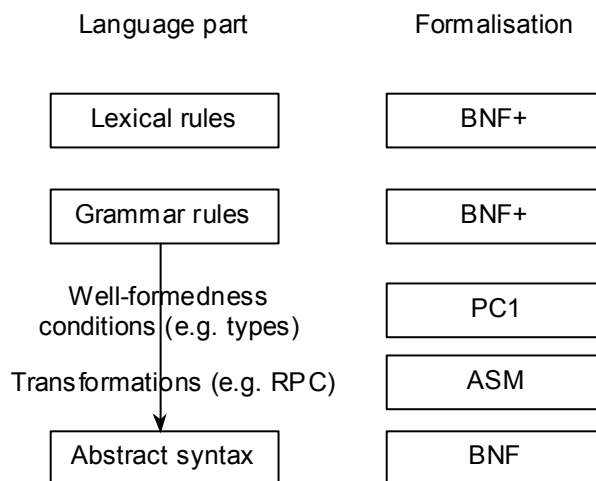 Language part Formalisation
Lexical rules BNF+
Grammar rules BNF+
Well-formedness
conditions (e.g. types) PC1
Transformations (e.g. RPC) ASM
Abstract syntax BNF